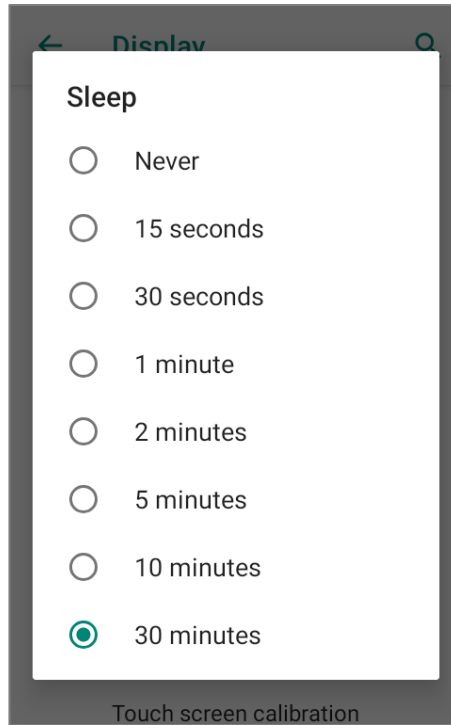 Display
Sleep
Never
15 seconds
30 seconds
1 minute
2 minutes
5 minutes
10 minutes
30 minutes
Touch screen calibration